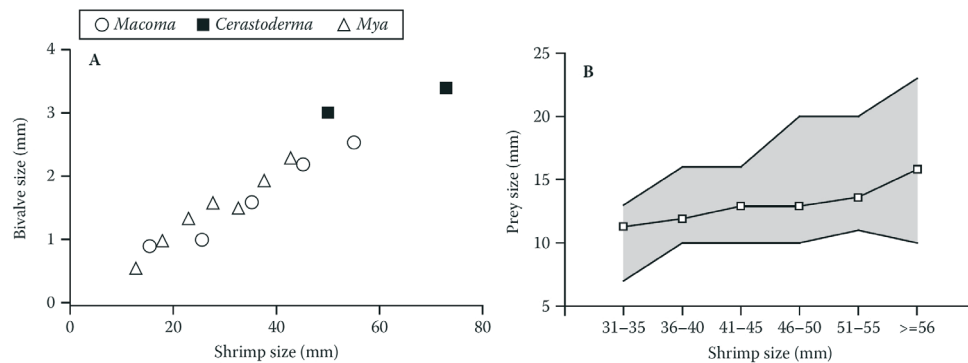 Macoma Cerastoderma Mya
A
4
3
2
1
0
Bivalve size (mm)
0 20 40 60 80
Shrimp size (mm)
B
25
20
15
10
5
Prey size (mm)
31–35 36–40 41–45 46–50 51–55 >=56
Shrimp size (mm)